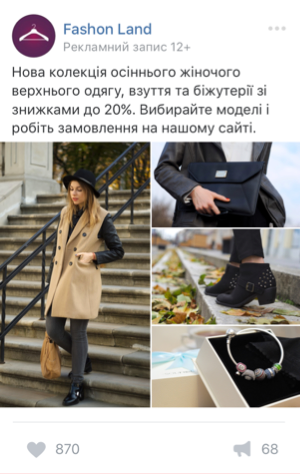 Fashon Land
Рекламний запис 12+
Нова колекція осіннього жіночого
верхнього одягу, взуття та біжутерії зі
знижками до 20%. Вибирайте моделі і
робіть замовлення на нашому сайті.
870
68